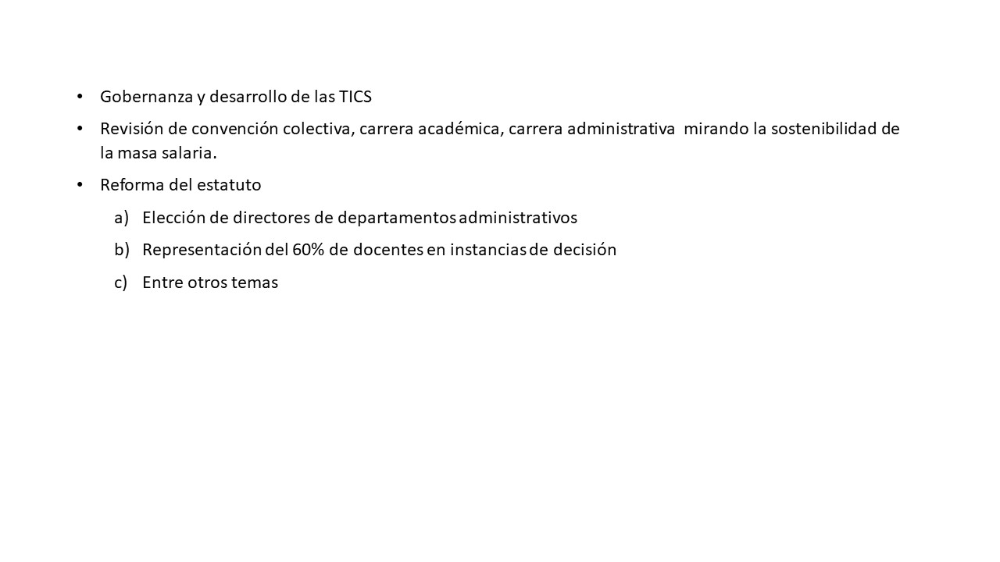 • Gobernanza y desarrollo de las TICS
• Revisión de convención colectiva, carrera académica, carrera administrativa  mirando la sostenibilidad de
la masa salaria.
• Reforma del estatuto
a) Elección de directores de departamentos administrativos
b) Representación del 60% de docentes en instancias de decisión
c) Entre otros temas